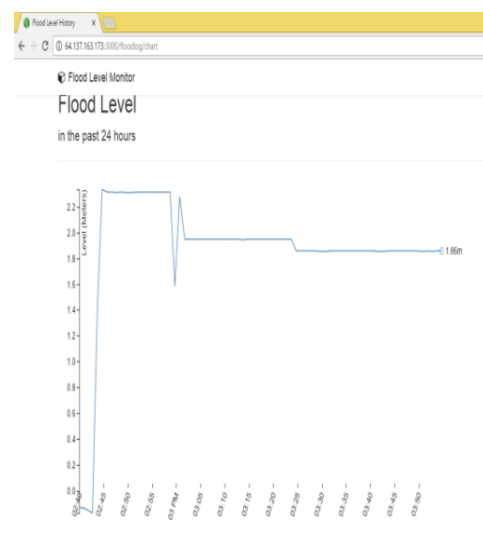 Flood Level History x
64.137.163.173:3000/floodlog/chart
Flood Level Monitor
Flood Level
in the past 24 hours
Level (Meters)
2.2
2.0
1.8
1.6
1.4
1.2
1.0
0.8
0.6
0.4
0.2
0.0
1.86m
02:40 02:45 02:50 02:55 03 PM 03:05 03:10 03:15 03:20 03:25 03:30 03:35 03:40 03:45 03:50